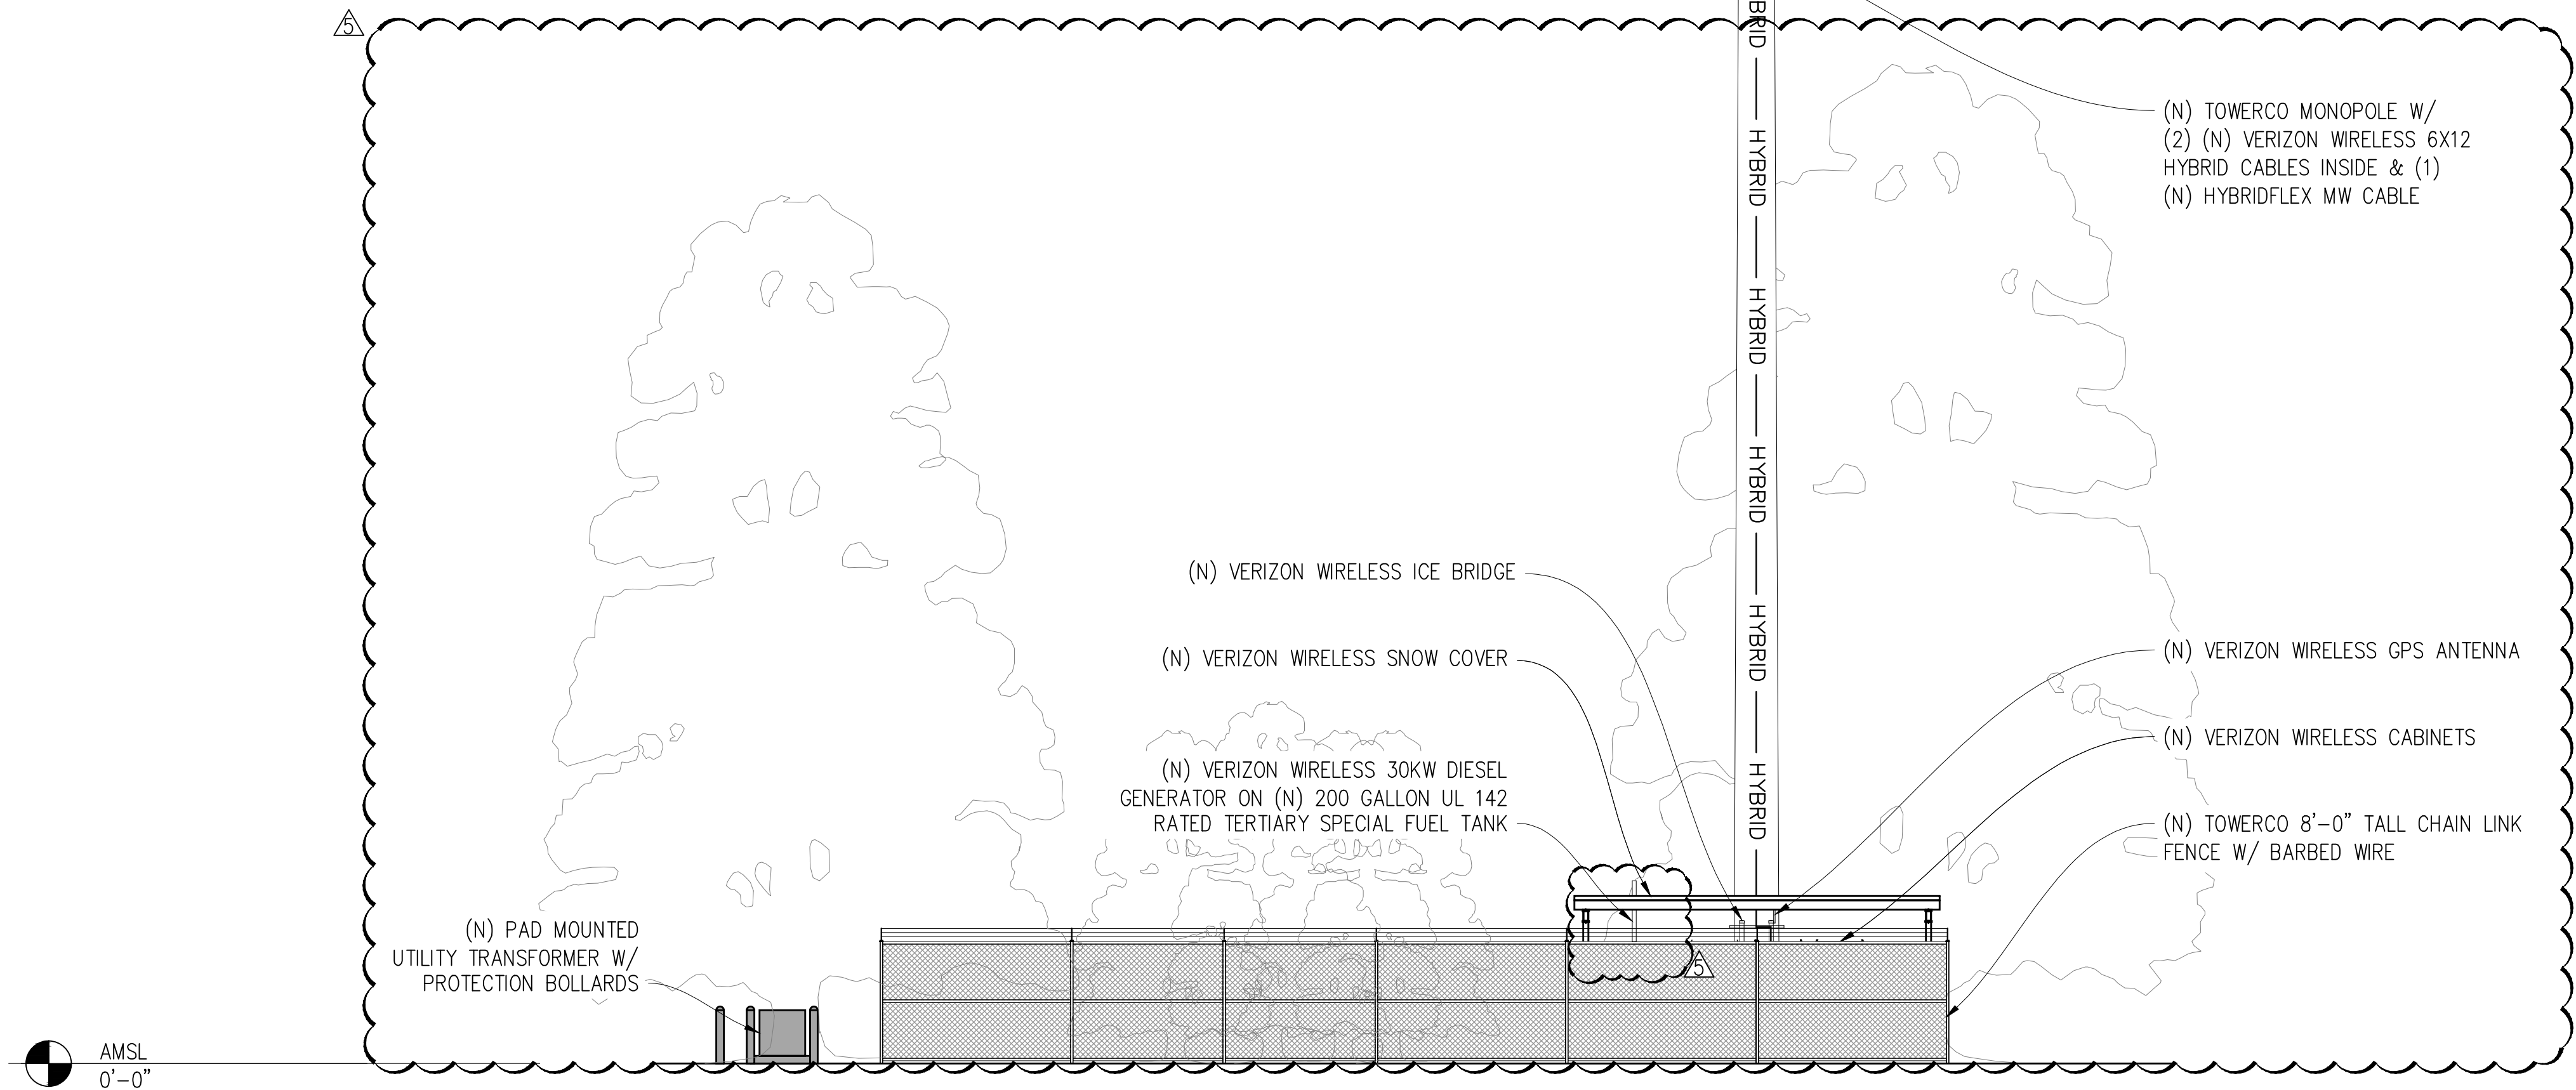 5
BRID
HYBRID
HYBRID
HYBRID
HYBRID
HYBRID
(N) TOWERCO MONOPOLE W/
(2) (N) VERIZON WIRELESS 6X12
HYBRID CABLES INSIDE & (1)
(N) HYBRIDFLEX MW CABLE
(N) VERIZON WIRELESS ICE BRIDGE
(N) VERIZON WIRELESS SNOW COVER
(N) VERIZON WIRELESS 30KW DIESEL
GENERATOR ON (N) 200 GALLON UL 142
RATED TERTIARY SPECIAL FUEL TANK
(N) VERIZON WIRELESS GPS ANTENNA
(N) VERIZON WIRELESS CABINETS
(N) TOWERCO 8'-0" TALL CHAIN LINK
FENCE W/ BARBED WIRE
(N) PAD MOUNTED
UTILITY TRANSFORMER W/
PROTECTION BOLLARDS
5
AMSL
0'-0"